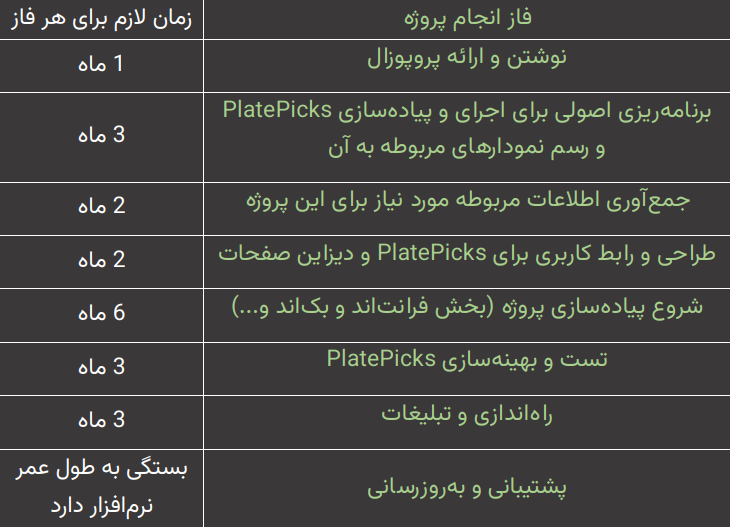 فاز انجام پروژه
زمان لازم برای هر فاز
نوشتن و ارائه پروپوزال
1 ماه
برنامه‌ریزی اصولی برای اجرای و پیاده‌سازی PlatePicks
و رسم نمودارهای مربوطه به آن
3 ماه
جمع‌آوری اطلاعات مربوطه مورد نیاز برای این پروژه
2 ماه
طراحی و رابط کاربری برای PlatePicks و دیزاین صفحات
2 ماه
شروع پیاده‌سازی پروژه (بخش فرانت‌اند و بک‌اند و...)
6 ماه
تست و بهینه‌سازی PlatePicks
3 ماه
راه‌اندازی و تبلیغات
3 ماه
پشتیبانی و به‌روزرسانی
بستگی به طول عمر
نرم‌افزار دارد